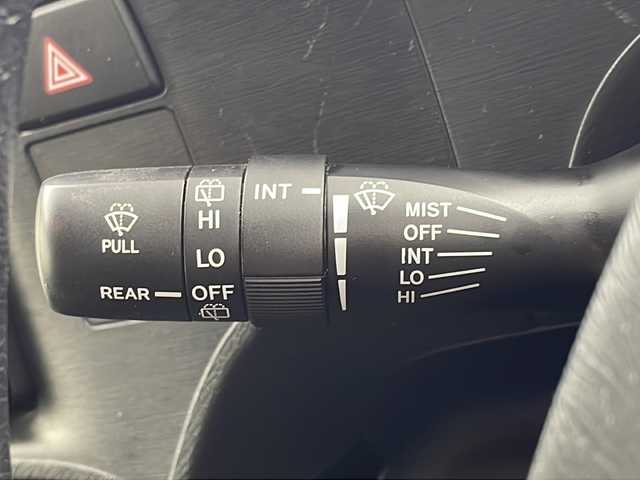 PULL
REAR
HI
LO
OFF
INT
MIST
OFF
INT
LO
HI